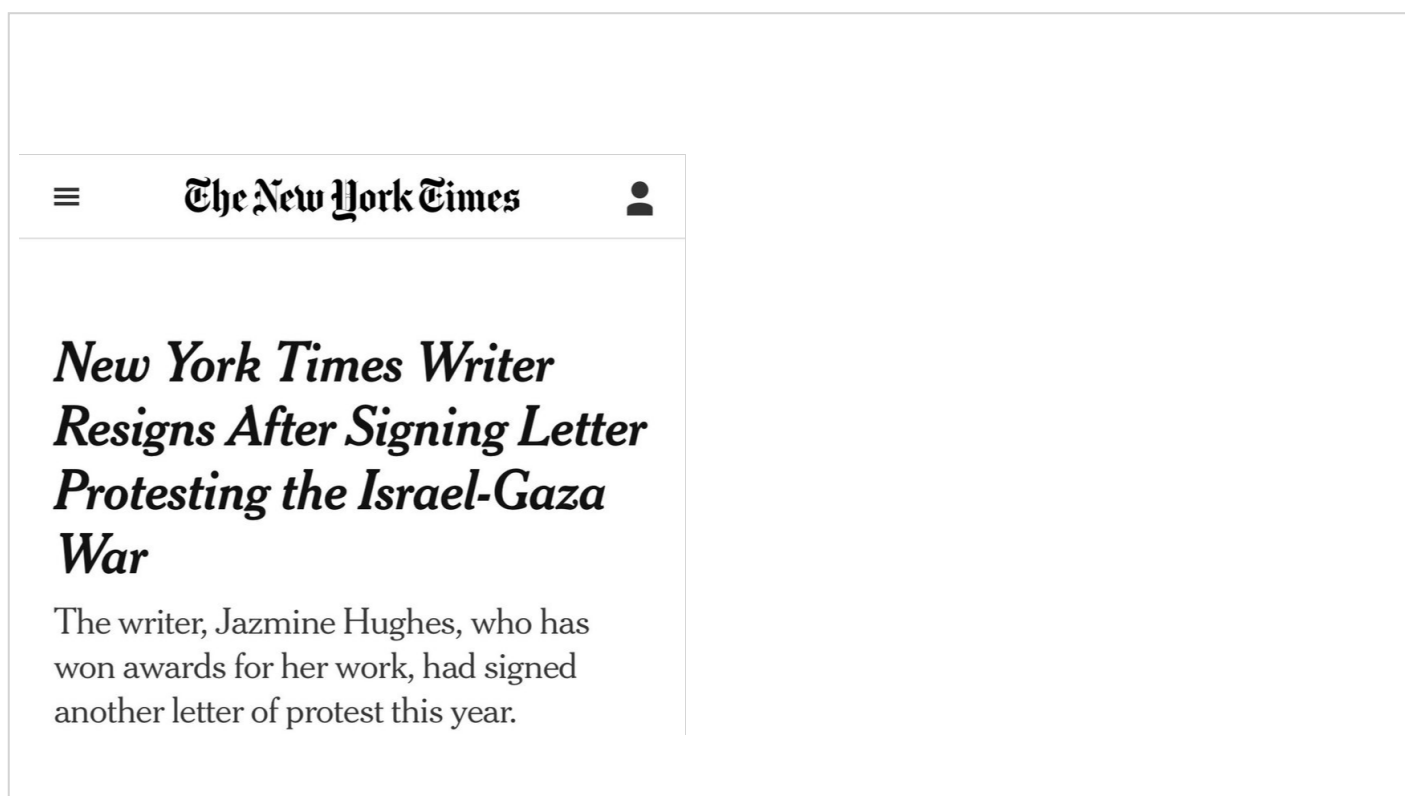 The New York Times
New York Times Writer
Resigns After Signing Letter
Protesting the Israel-Gaza
War
The writer, Jazmine Hughes, who has
won awards for her work, had signed
another letter of protest this year.